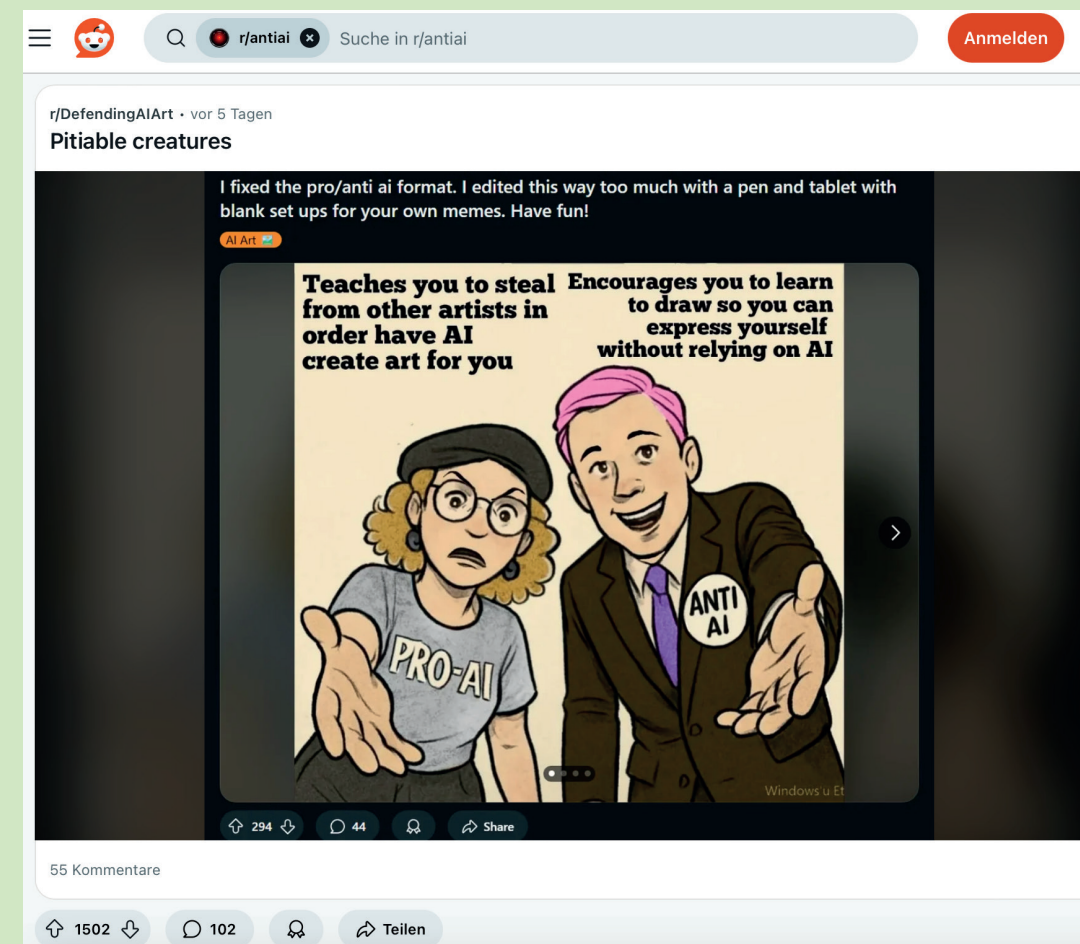 r/antiai
Suche in r/antiai
Anmelden
r/DefendingAIArt • vor 5 Tagen
Pitiable creatures
I fixed the pro/anti ai format. I edited this way too much with a pen and tablet with
blank set ups for your own memes. Have fun!
AI Art
Teaches you to steal
from other artists in
order have AI
create art for you
Encourages you to learn
to draw so you can
express yourself
without relying on AI
PRO-AI
ANTI
AI
Windows'u Et
294
44
Share
55 Kommentare
1502
102
Teilen